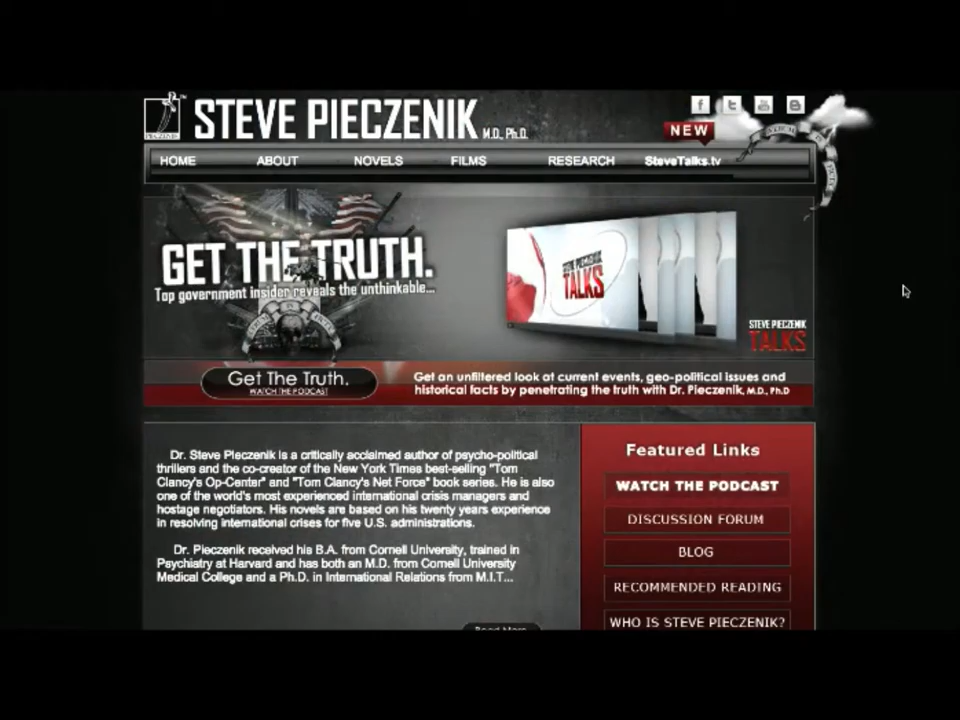 STEVE PIECZENIK M.D., Ph.D.
NEW
HOME ABOUT NOVELS FILMS RESEARCH SteveTalks.tv
GET THE TRUTH.
Top government insider reveals the unthinkable...
STEVE PIECZENIK
TALKS
STEVE PIECZENIK
TALKS
Get The Truth.
WATCH THE PODCAST
Get an unfiltered look at current events, geo-political issues and
historical facts by penetrating the truth with Dr. Pieczenik, M.D., Ph.D
Dr. Steve Pieczenik is a critically acclaimed author of psycho-political
thrillers and the co-creator of the New York Times best-selling "Tom
Clancy's Op-Center" and "Tom Clancy's Net Force" book series. He is also
one of the world's most experienced international crisis managers and
hostage negotiators. His novels are based on his twenty years experience
in resolving international crises for five U.S. administrations.
Dr. Pieczenik received his B.A. from Cornell University, trained in
Psychiatry at Harvard and has both an M.D. from Cornell University
Medical College and a Ph.D. in International Relations from M.I.T...
Read More
Featured Links
WATCH THE PODCAST
DISCUSSION FORUM
BLOG
RECOMMENDED READING
WHO IS STEVE PIECZENIK?